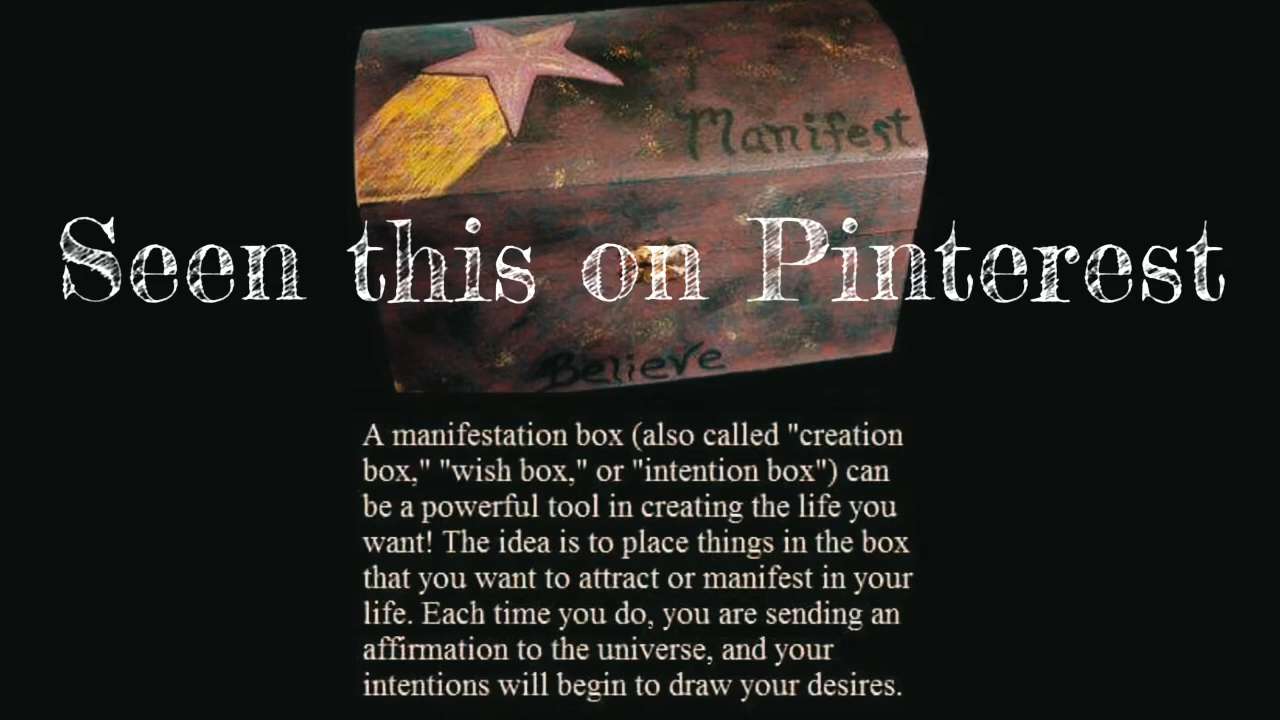 Manifest
Seen this on Pinterest
Believe
A manifestation box (also called "creation
box," "wish box," or "intention box") can
be a powerful tool in creating the life you
want! The idea is to place things in the box
that you want to attract or manifest in your
life. Each time you do, you are sending an
affirmation to the universe, and your
intentions will begin to draw your desires.